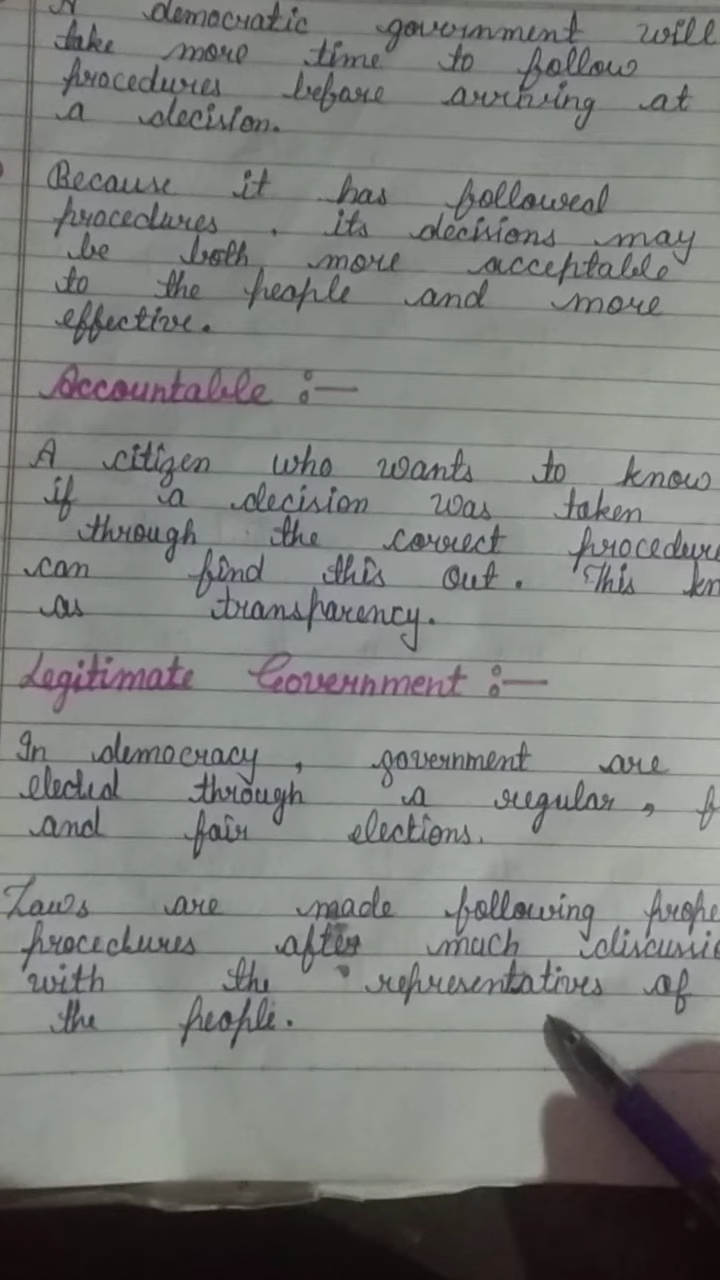 A democratic government will
take more time to follow
procedures before arriving at
a decision.
Because it has followed
procedures, its decisions may
be both more acceptable
to the people and more
effective.
Accountable :—
A citizen who wants to know
if a decision was taken
through the correct procedure
can find this out. This kn
as transparency.
Legitimate Government :—
In democracy, government are
elected through a regular, f
and fair elections.
Laws are made following prope
procedures after much discussi
with the representatives of
the people.